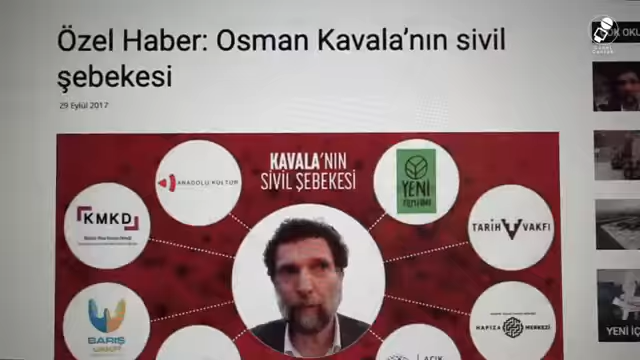 Özel Haber: Osman Kavala’nın sivil
şebekesi
29 Eylül 2017
KAVALA’NIN
SİVİL ŞEBEKESİ
ANADOLU KÜLTÜR
YENİ
KMKD
TARİH VAKFI
BARIŞ
HAFIZA MERKEZİ
AÇIK
YENİ İÇ